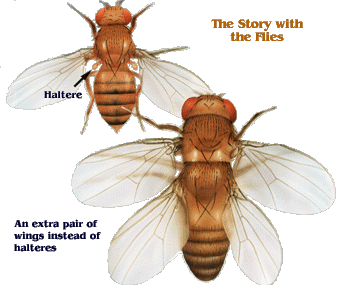 The Story with
the Flies
Haltere
An extra pair of
wings instead of
halteres